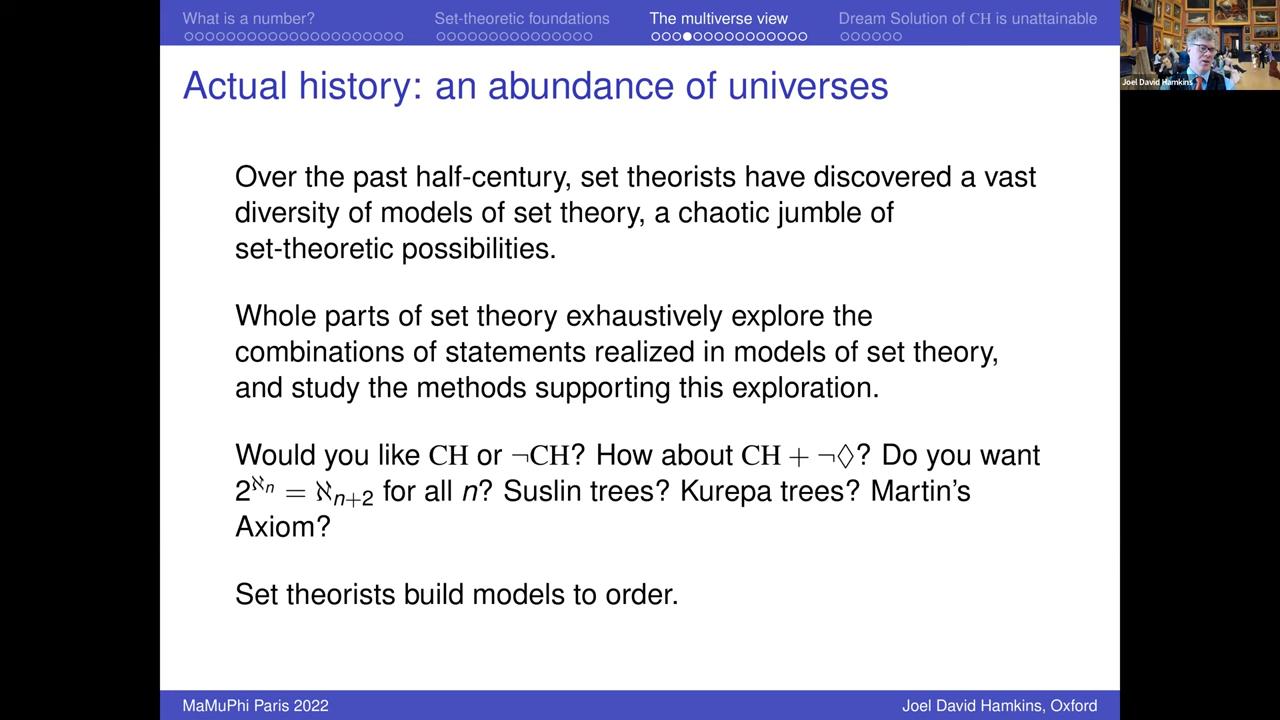 What is a number? Set-theoretic foundations The multiverse view Dream Solution of CH is unattainable
Joel David Hamkins
Actual history: an abundance of universes
Over the past half-century, set theorists have discovered a vast
diversity of models of set theory, a chaotic jumble of
set-theoretic possibilities.
Whole parts of set theory exhaustively explore the
combinations of statements realized in models of set theory,
and study the methods supporting this exploration.
Would you like CH or ¬CH? How about CH + ¬♢? Do you want
2^{ℵ_n} = ℵ_{n+2} for all n? Suslin trees? Kurepa trees? Martin's
Axiom?
Set theorists build models to order.
MaMuPhi Paris 2022 Joel David Hamkins, Oxford